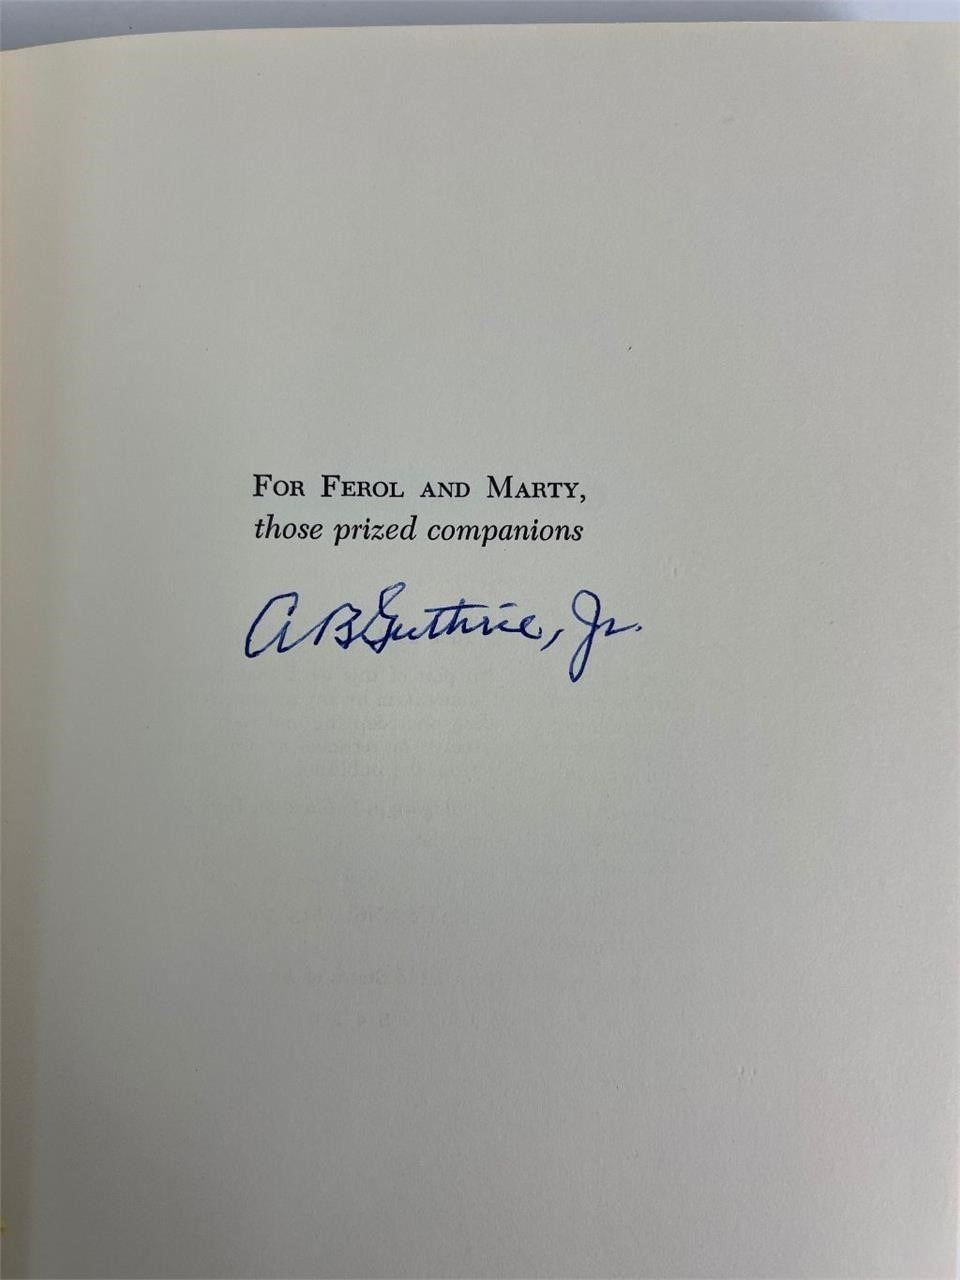 For Ferol and Marty,
those prized companions
A B Guthrie, Jr.